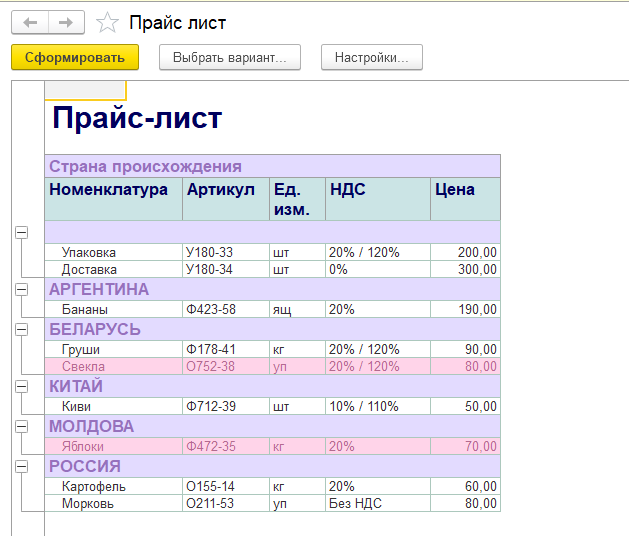 Прайс лист
Сформировать Выбрать вариант... Настройки...
Прайс-лист
Страна происхождения
Номенклатура Артикул Ед. изм. НДС Цена
Упаковка У180-33 шт 20% / 120% 200,00
Доставка У180-34 шт 0% 300,00
АРГЕНТИНА
Бананы Ф423-58 ящ 20% 190,00
БЕЛАРУСЬ
Груши Ф178-41 кг 20% / 120% 90,00
Свекла О752-38 уп 20% / 120% 80,00
КИТАЙ
Киви Ф712-39 шт 10% / 110% 50,00
МОЛДОВА
Яблоки Ф472-35 кг 20% 70,00
РОССИЯ
Картофель О155-14 кг 20% 60,00
Морковь О211-53 уп Без НДС 80,00